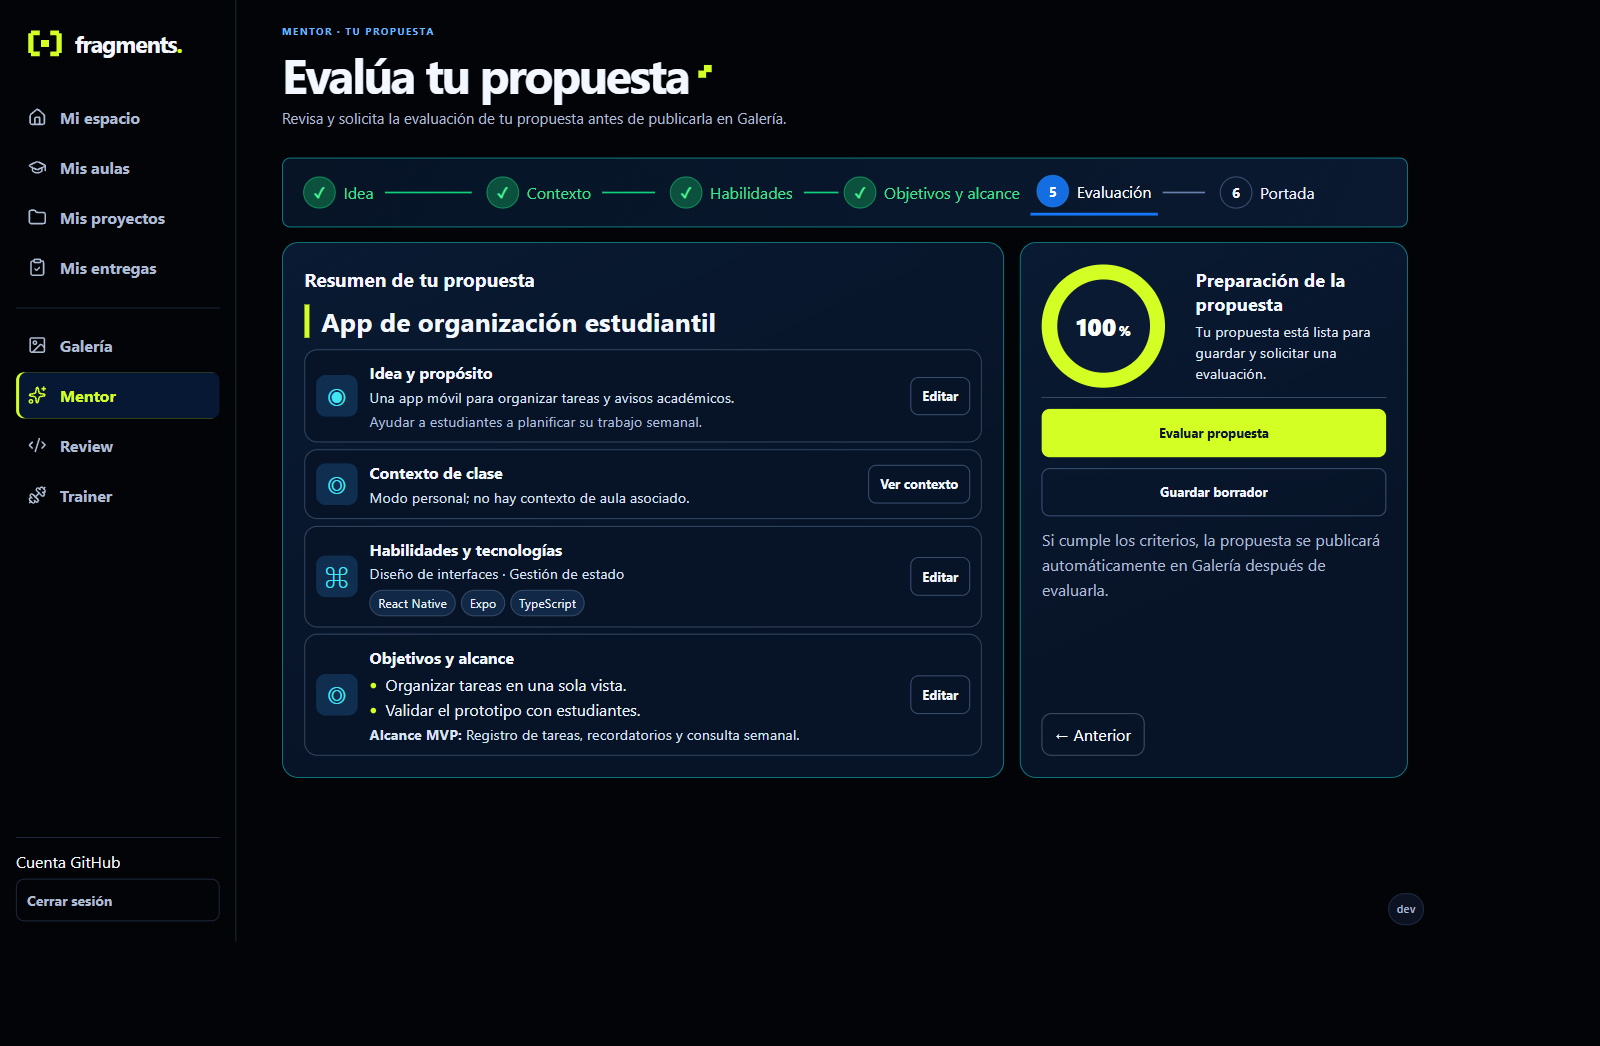 fragments.
Mi espacio
Mis aulas
Mis proyectos
Mis entregas
Galería
Mentor
Review
Trainer
Cuenta GitHub
Cerrar sesión
MENTOR · TU PROPUESTA
Evalúa tu propuesta
Revisa y solicita la evaluación de tu propuesta antes de publicarla en Galería.
✓ Idea
✓ Contexto
✓ Habilidades
✓ Objetivos y alcance
5 Evaluación
6 Portada
Resumen de tu propuesta
App de organización estudiantil
Idea y propósito
Una app móvil para organizar tareas y avisos académicos.
Ayudar a estudiantes a planificar su trabajo semanal.
Editar
Contexto de clase
Modo personal; no hay contexto de aula asociado.
Ver contexto
Habilidades y tecnologías
Diseño de interfaces · Gestión de estado
React Native
Expo
TypeScript
Editar
Objetivos y alcance
• Organizar tareas en una sola vista.
• Validar el prototipo con estudiantes.
Alcance MVP: Registro de tareas, recordatorios y consulta semanal.
Editar
100 %
Preparación de la
propuesta
Tu propuesta está lista para
guardar y solicitar una
evaluación.
Evaluar propuesta
Guardar borrador
Si cumple los criterios, la propuesta se publicará
automáticamente en Galería después de
evaluarla.
← Anterior
dev